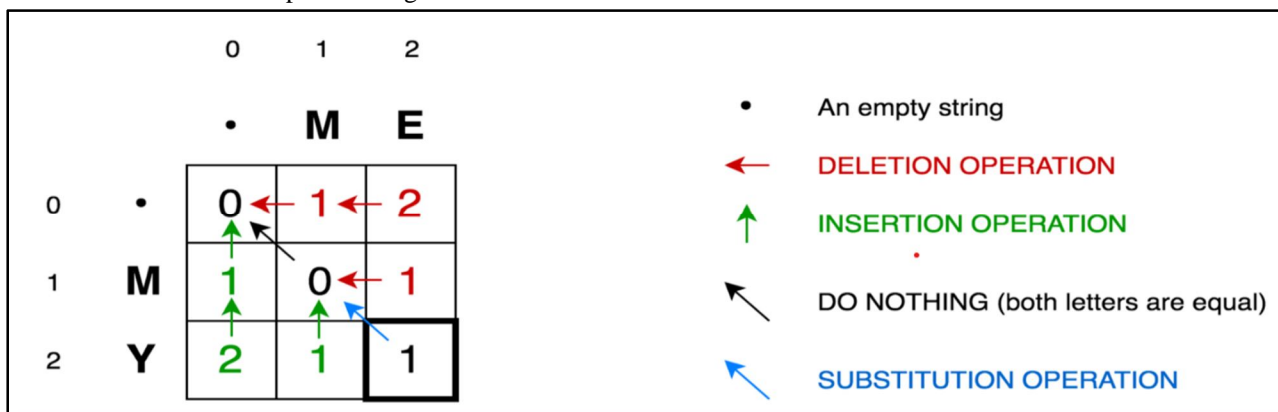 0 1 2
• M E
0 • 0 1 2
1 M 1 0 1
2 Y 2 1 1
• An empty string
DELETION OPERATION
INSERTION OPERATION
DO NOTHING (both letters are equal)
SUBSTITUTION OPERATION